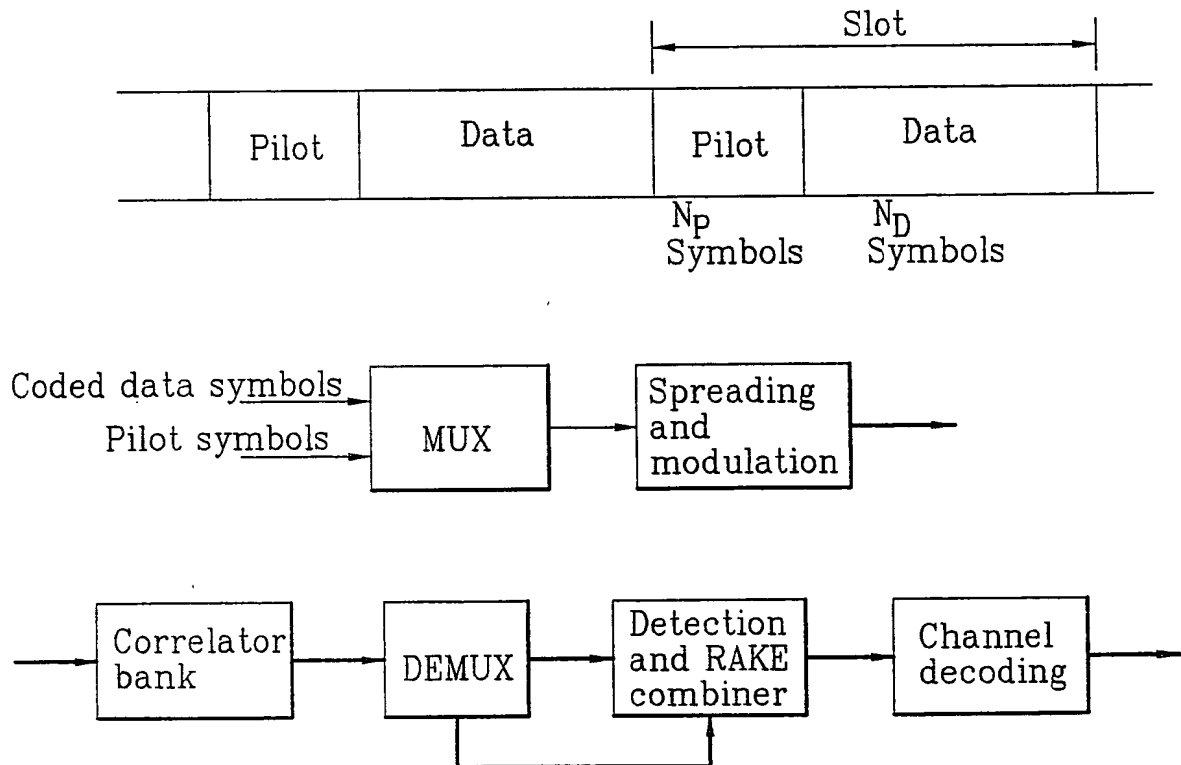 Slot
Pilot
Data
Pilot
Data
N_P
Symbols
N_D
Symbols
Coded data symbols
Pilot symbols
MUX
Spreading
and
modulation
Correlator
bank
DEMUX
Detection
and RAKE
combiner
Channel
decoding